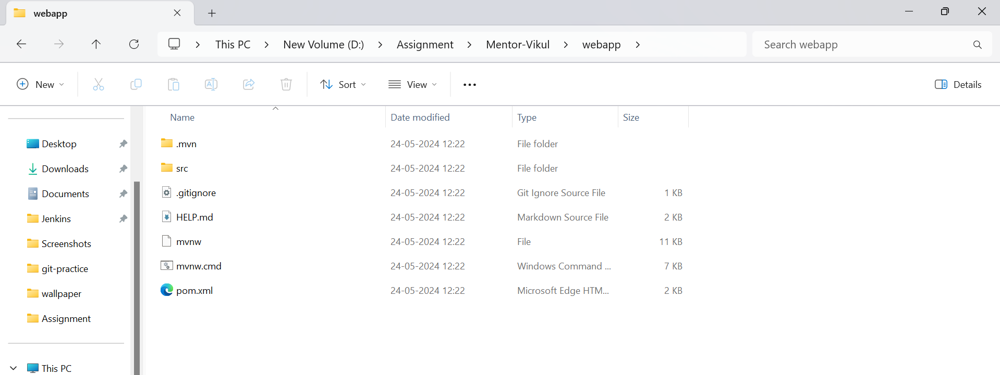 webapp
This PC > New Volume (D:) > Assignment > Mentor-Vikul > webapp >
Search webapp
New
Sort
View
Details
Name Date modified Type Size
Desktop
Downloads
Documents
Jenkins
Screenshots
git-practice
wallpaper
Assignment
This PC
.mvn 24-05-2024 12:22 File folder
src 24-05-2024 12:22 File folder
.gitignore 24-05-2024 12:22 Git Ignore Source File 1 KB
HELP.md 24-05-2024 12:22 Markdown Source File 2 KB
mvnw 24-05-2024 12:22 File 11 KB
mvnw.cmd 24-05-2024 12:22 Windows Command ... 7 KB
pom.xml 24-05-2024 12:22 Microsoft Edge HTM... 2 KB